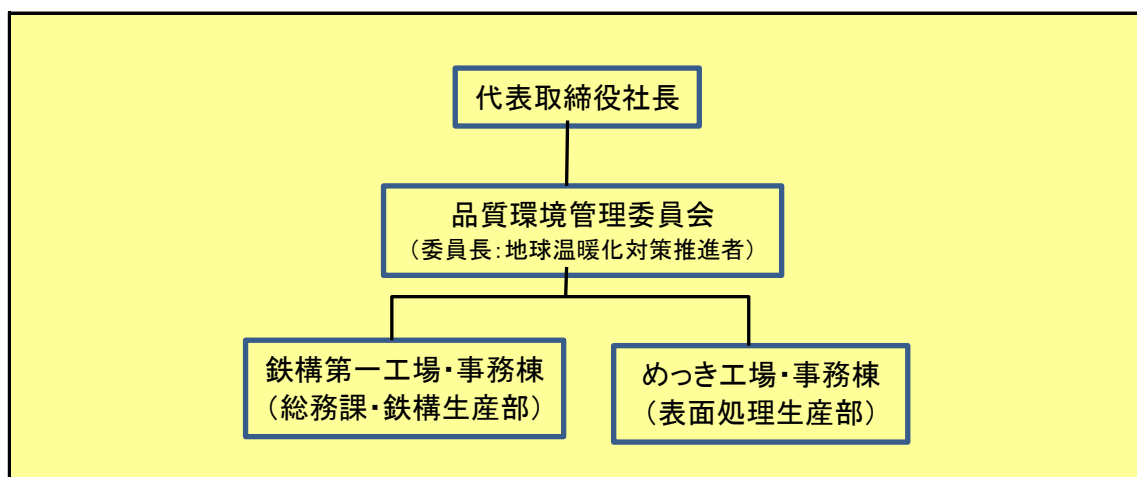 代表取締役社長
品質環境管理委員会
（委員長：地球温暖化対策推進者）
鉄構第一工場・事務棟
（総務課・鉄構生産部）
めっき工場・事務棟
（表面処理生産部）